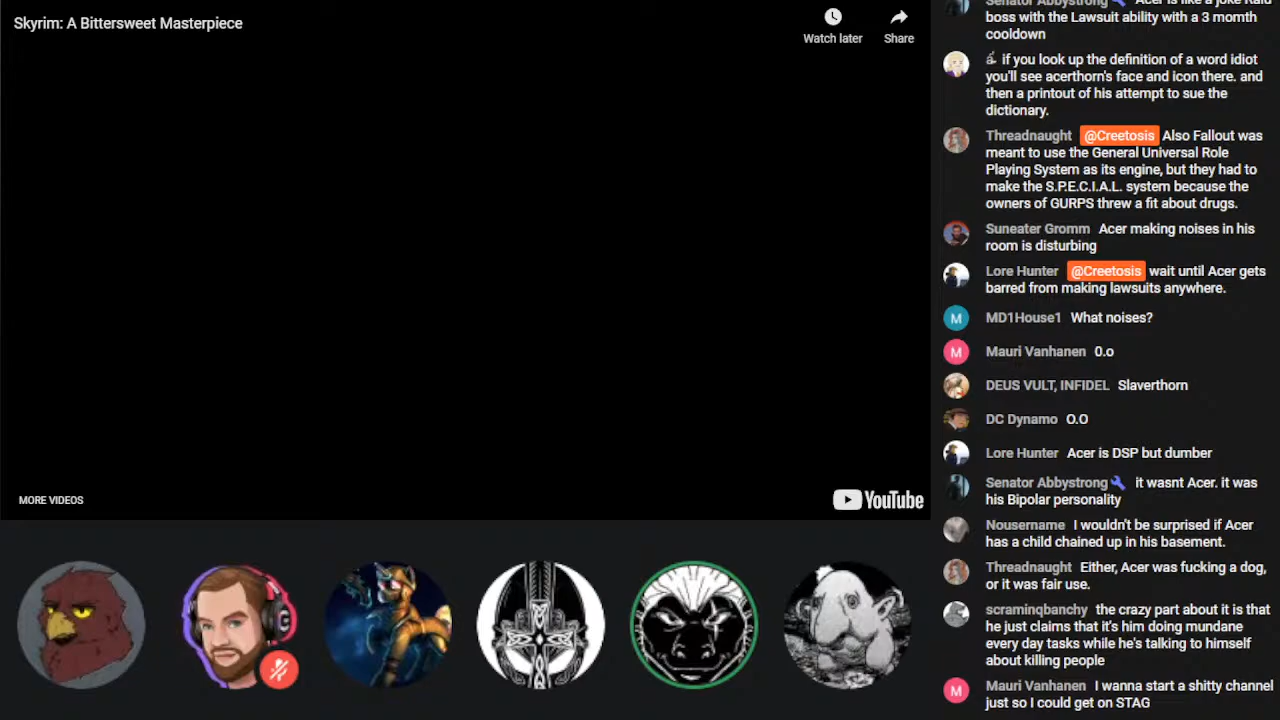 Skyrim: A Bittersweet Masterpiece
Watch later
Share
MORE VIDEOS
YouTube
Senator Abbystrong Acer is like a joke Raid
boss with the Lawsuit ability with a 3 momth
cooldown
if you look up the definition of a word idiot
you'll see acerthorn's face and icon there. and
then a printout of his attempt to sue the
dictionary.
Threadnaught @Creetosis Also Fallout was
meant to use the General Universal Role
Playing System as its engine, but they had to
make the S.P.E.C.I.A.L. system because the
owners of GURPS threw a fit about drugs.
Suneater Gromm Acer making noises in his
room is disturbing
Lore Hunter @Creetosis wait until Acer gets
barred from making lawsuits anywhere.
M MD1House1 What noises?
M Mauri Vanhanen 0.o
DEUS VULT, INFIDEL Slaverthorn
DC Dynamo O.O
Lore Hunter Acer is DSP but dumber
Senator Abbystrong it wasnt Acer. it was
his Bipolar personality
Nousername I wouldn't be surprised if Acer
has a child chained up in his basement.
Threadnaught Either, Acer was fucking a dog,
or it was fair use.
scraminqbanchy the crazy part about it is that
he just claims that it's him doing mundane
every day tasks while he's talking to himself
about killing people
M Mauri Vanhanen I wanna start a shitty channel
just so I could get on STAG